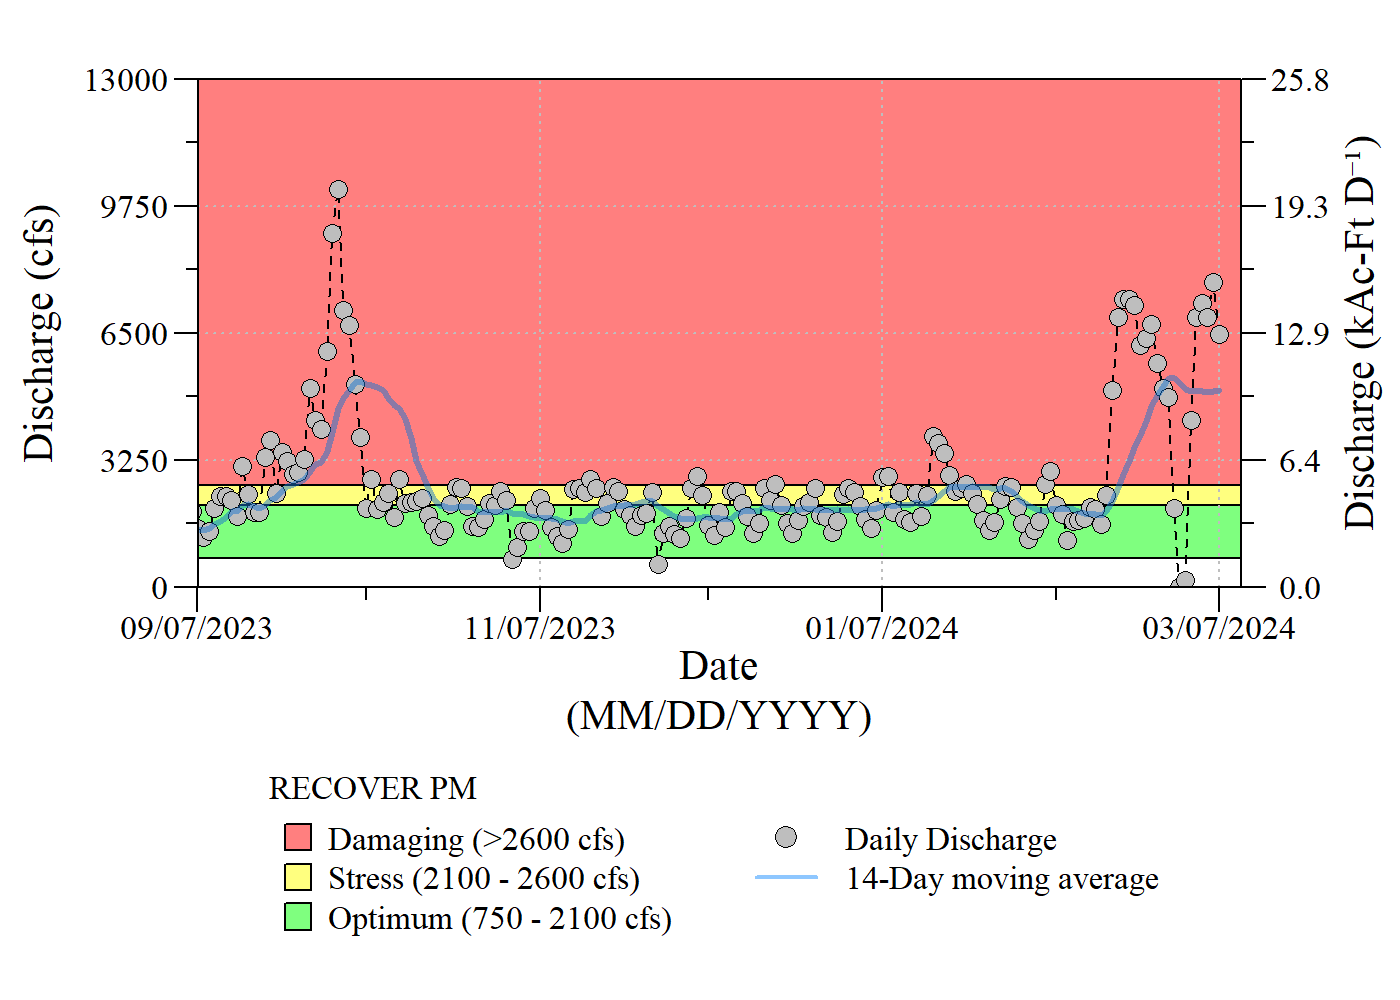 13000
9750
6500
3250
0
Discharge (cfs)
25.8
19.3
12.9
6.4
0.0
Discharge (kAc-Ft D⁻¹)
09/07/2023
11/07/2023
01/07/2024
03/07/2024
Date
(MM/DD/YYYY)
RECOVER PM
Damaging (>2600 cfs)
Stress (2100 - 2600 cfs)
Optimum (750 - 2100 cfs)
Daily Discharge
14-Day moving average